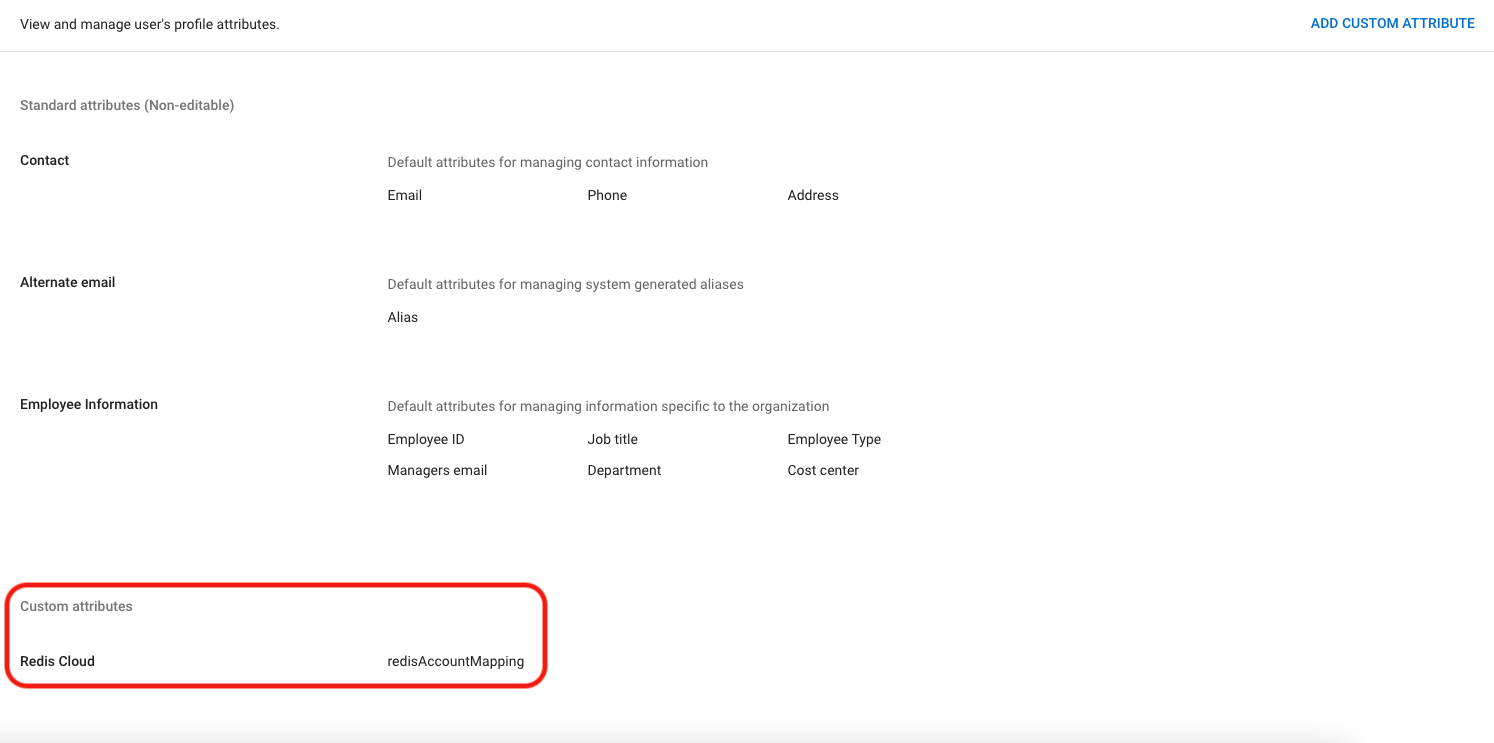 View and manage user's profile attributes.
ADD CUSTOM ATTRIBUTE
Standard attributes (Non-editable)
Contact
Default attributes for managing contact information
Email Phone Address
Alternate email
Default attributes for managing system generated aliases
Alias
Employee Information
Default attributes for managing information specific to the organization
Employee ID Job title Employee Type
Managers email Department Cost center
Custom attributes
Redis Cloud redisAccountMapping